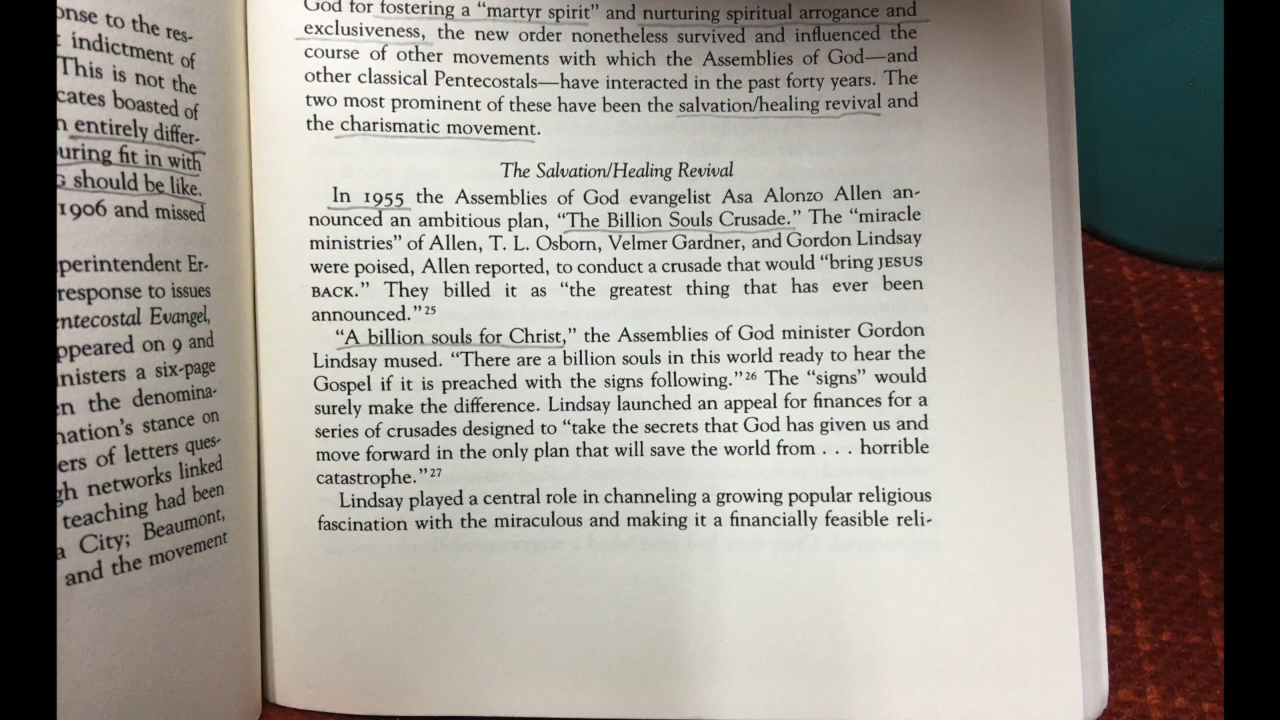 onse to the res-
indictment of
This is not the
cates boasted of
entirely differ-
uring fit in with
should be like.
1906 and missed
perintendent Er-
response to issues
ntecostal Evangel,
ppeared on 9 and
nisters a six-page
en the denomina-
nation's stance on
ers of letters ques-
gh networks linked
teaching had been
a City; Beaumont,
and the movement
God for fostering a “martyr spirit” and nurturing spiritual arrogance and
exclusiveness, the new order nonetheless survived and influenced the
course of other movements with which the Assemblies of God—and
other classical Pentecostals—have interacted in the past forty years. The
two most prominent of these have been the salvation/healing revival and
the charismatic movement.
The Salvation/Healing Revival
In 1955 the Assemblies of God evangelist Asa Alonzo Allen an-
nounced an ambitious plan, “The Billion Souls Crusade.” The “miracle
ministries” of Allen, T. L. Osborn, Velmer Gardner, and Gordon Lindsay
were poised, Allen reported, to conduct a crusade that would “bring JESUS
BACK.” They billed it as “the greatest thing that has ever been
announced.”25
“A billion souls for Christ,” the Assemblies of God minister Gordon
Lindsay mused. “There are a billion souls in this world ready to hear the
Gospel if it is preached with the signs following.”26 The “signs” would
surely make the difference. Lindsay launched an appeal for finances for a
series of crusades designed to “take the secrets that God has given us and
move forward in the only plan that will save the world from . . . horrible
catastrophe.”27
Lindsay played a central role in channeling a growing popular religious
fascination with the miraculous and making it a financially feasible reli-